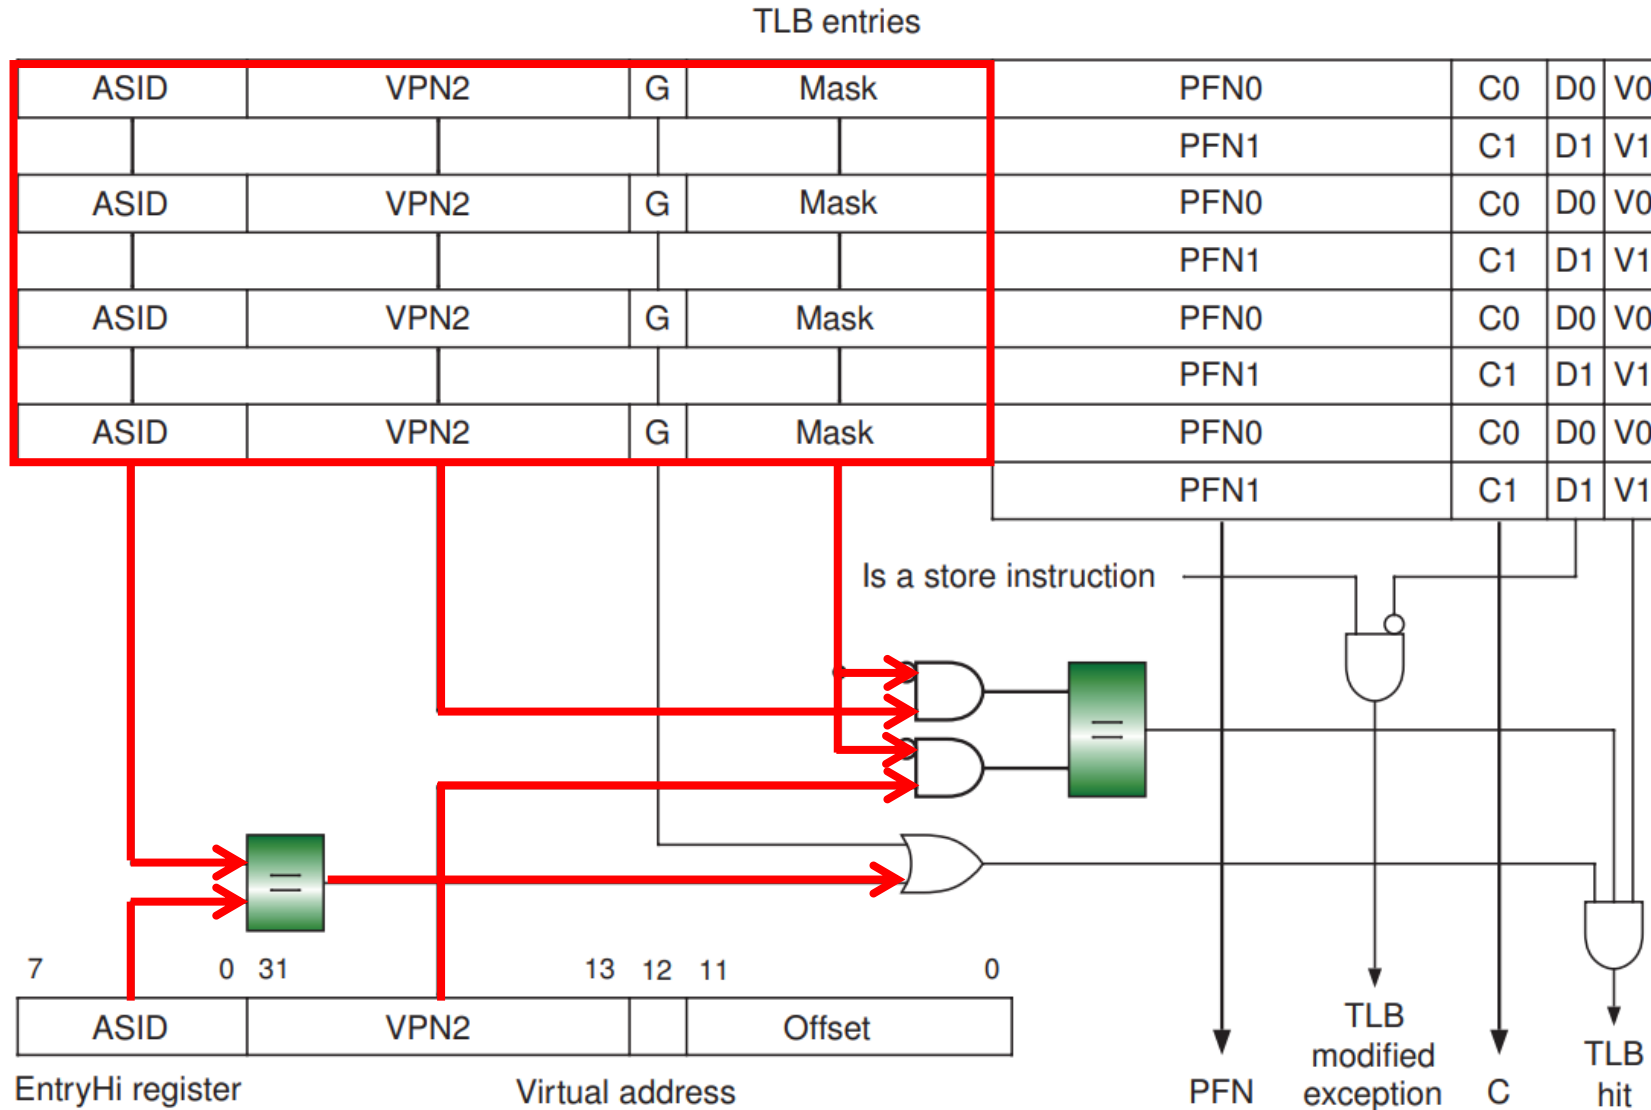 TLB entries
ASID VPN2 G Mask PFN0 C0 D0 V0
PFN1 C1 D1 V1
ASID VPN2 G Mask PFN0 C0 D0 V0
PFN1 C1 D1 V1
ASID VPN2 G Mask PFN0 C0 D0 V0
PFN1 C1 D1 V1
ASID VPN2 G Mask PFN0 C0 D0 V0
PFN1 C1 D1 V1
Is a store instruction
=
=
7 0 31 13 12 11 0
ASID VPN2 Offset
EntryHi register Virtual address
PFN
TLB
modified
exception
C
TLB
hit